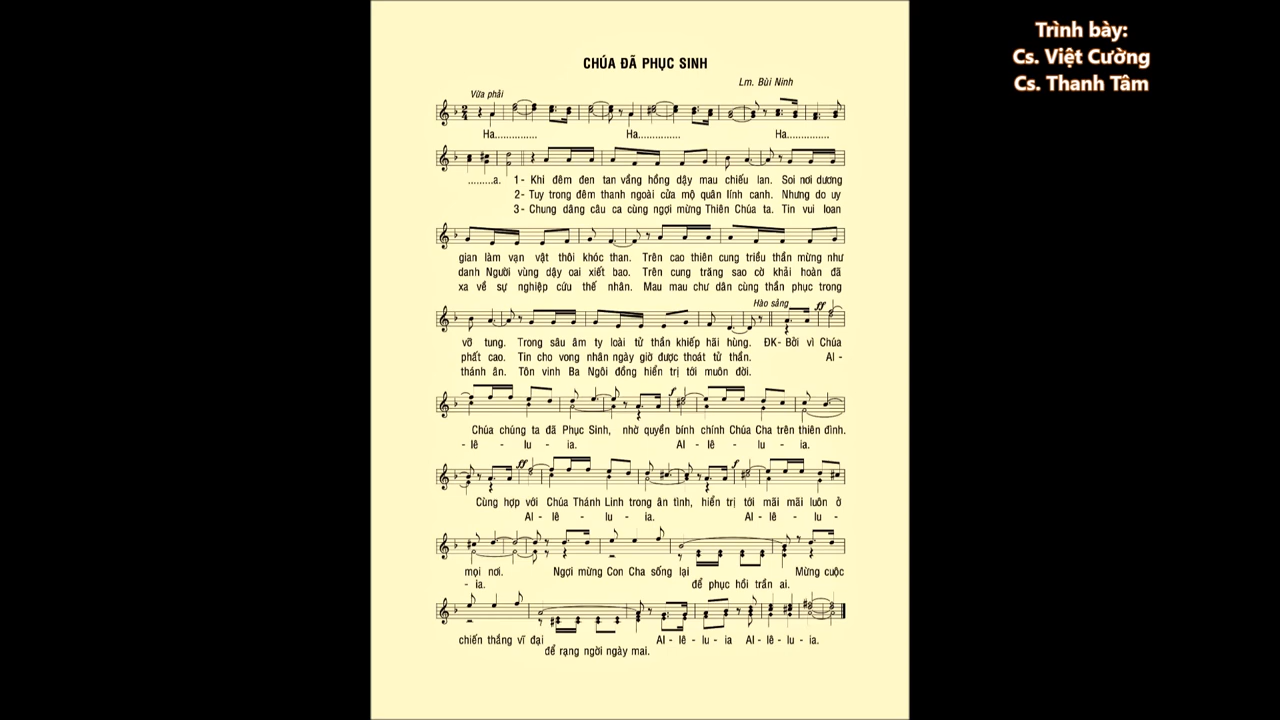 Trình bày:
Cs. Việt Cường
Cs. Thanh Tâm
CHÚA ĐÃ PHỤC SINH
Lm. Bùi Ninh
Vừa phải
Ha............... Ha............... Ha...............
.........a. 1- Khi đêm đen tan vầng hồng dậy mau chiếu lan. Soi nơi dương
2- Tuy trong đêm thanh ngoài cửa mộ quân lính canh. Nhưng do uy
3- Chung dâng câu ca cùng ngợi mừng Thiên Chúa ta. Tin vui loan
gian làm vạn vật thôi khóc than. Trên cao thiên cung triều thần mừng như
danh Người vùng dậy oai xiết bao. Trên cung trăng sao cờ khải hoàn đã
xa về sự nghiệp cứu thế nhân. Mau mau chư dân cùng thần phục trong
Hào sảng ff
vỡ tung. Trong sâu âm ty loài tử thần khiếp hãi hùng. ĐK- Bởi vì Chúa
phất cao. Tin cho vong nhân ngày giờ được thoát tử thần. Al-
thánh ân. Tôn vinh Ba Ngôi đồng hiển trị tới muôn đời.
f
Chúa chúng ta đã Phục Sinh, nhờ quyền bính chính Chúa Cha trên thiên đình.
- lê - lu - ia. Al - lê - lu - ia.
ff f
Cùng hợp với Chúa Thánh Linh trong ân tình, hiển trị tới mãi mãi luôn ở
Al - lê - lu - ia. Al - lê - lu -
mọi nơi. Ngợi mừng Con Cha sống lại Mừng cuộc
- ia. để phục hồi trần ai.
chiến thắng vĩ đại Al - lê - lu - ia Al - lê - lu - ia.
để rạng ngời ngày mai.